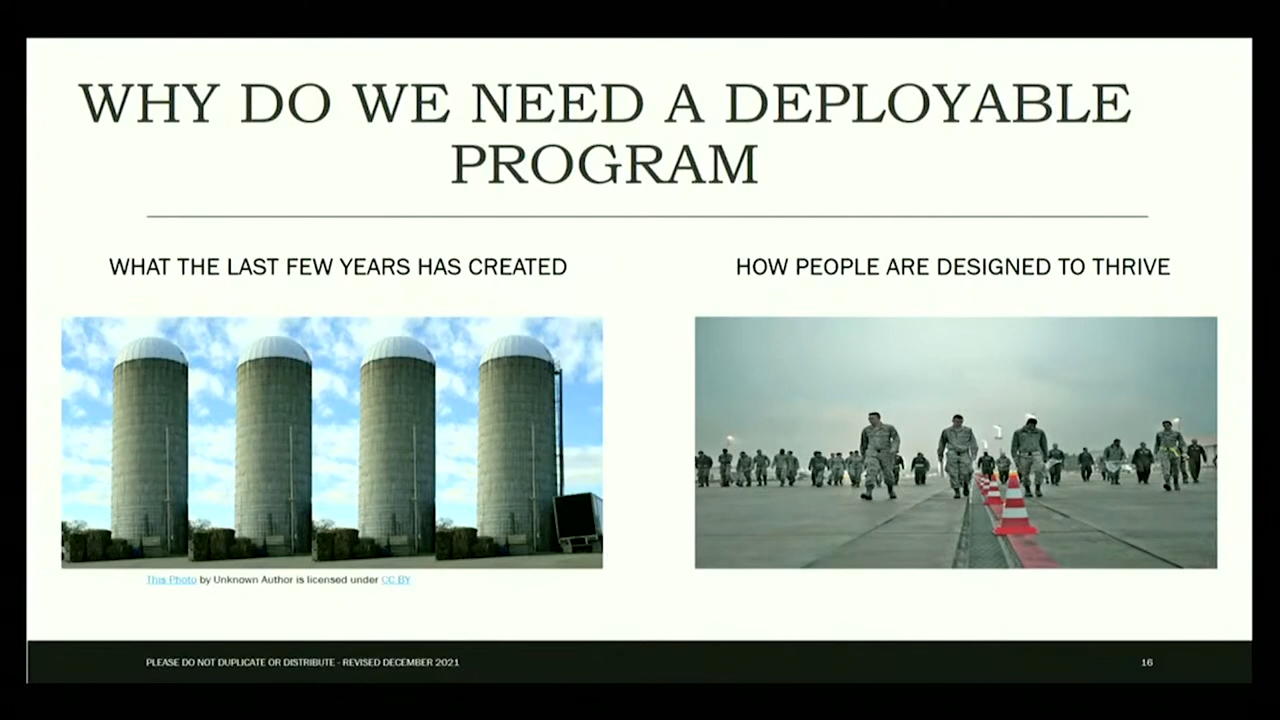 WHY DO WE NEED A DEPLOYABLE
PROGRAM
WHAT THE LAST FEW YEARS HAS CREATED
HOW PEOPLE ARE DESIGNED TO THRIVE
This Photo by Unknown Author is licensed under CC BY
PLEASE DO NOT DUPLICATE OR DISTRIBUTE - REVISED DECEMBER 2021
16